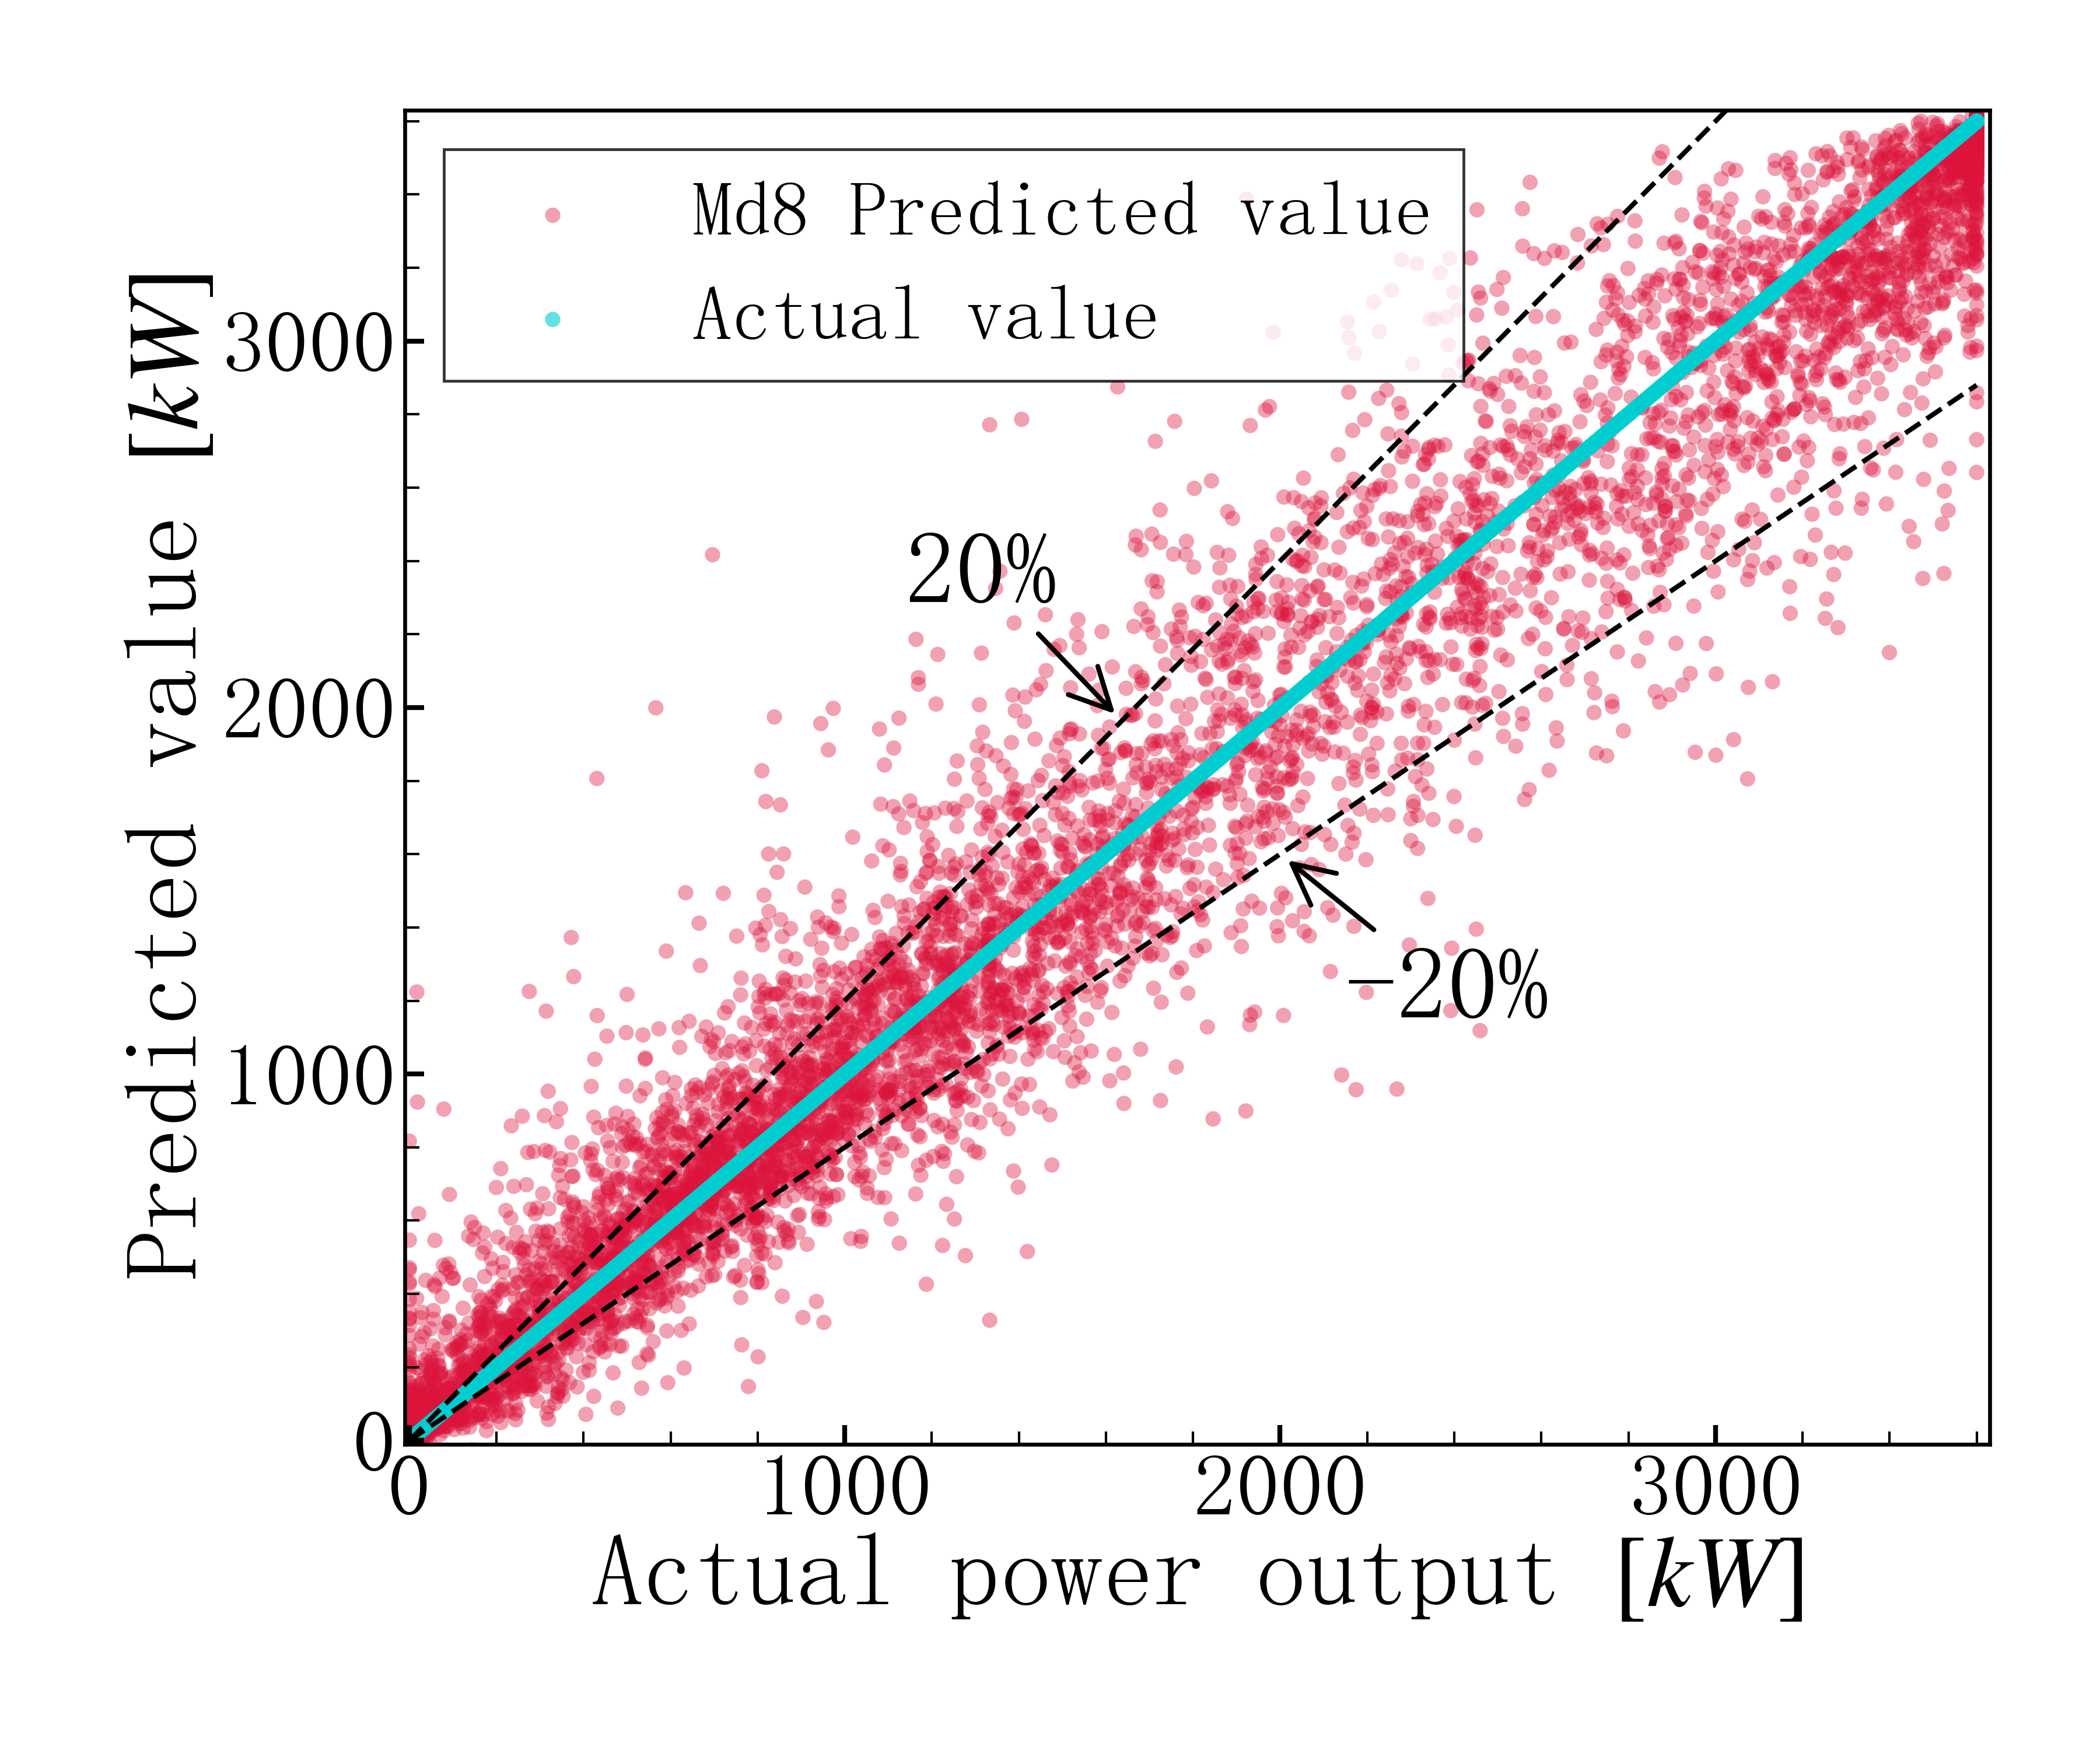 Md8 Predicted value
Actual value
20%
-20%
Predicted value [kW]
3000
2000
1000
0
0 1000 2000 3000
Actual power output [kW]